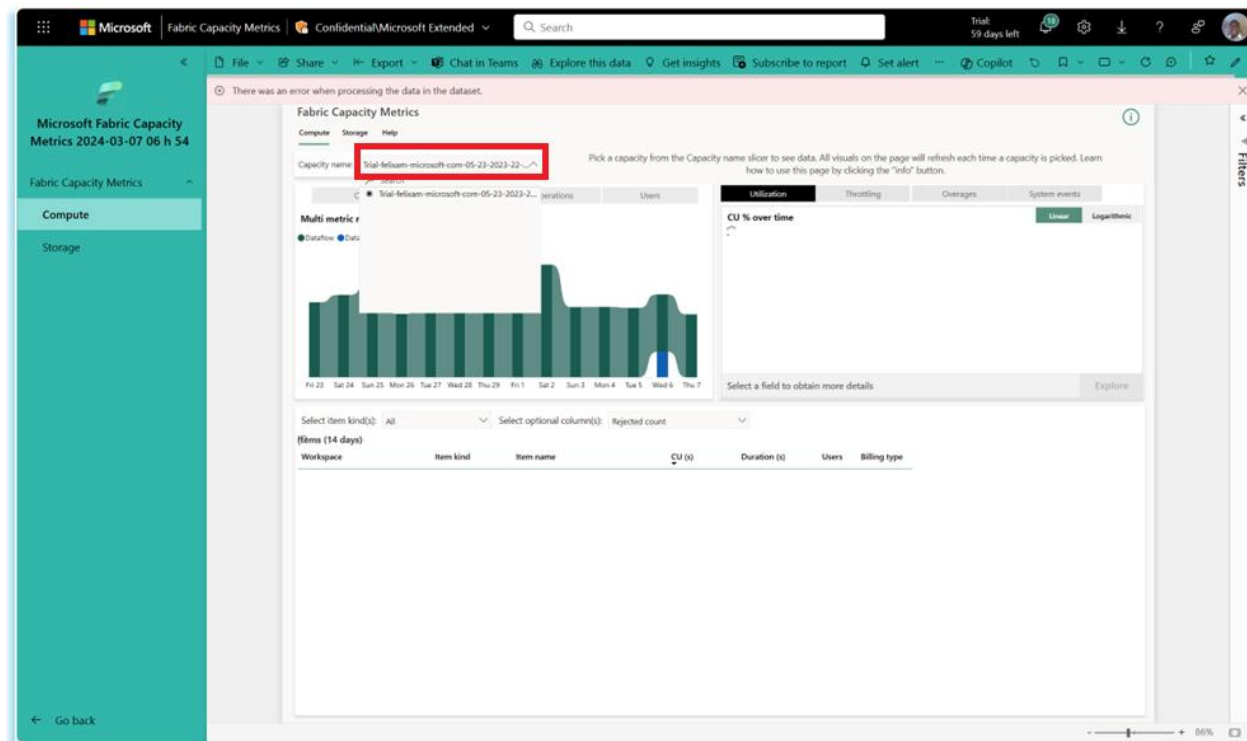 Microsoft Fabric Capacity Metrics Confidential\Microsoft Extended Search Trial: 59 days left ?
File Share Export Chat in Teams Explore this data Get insights Subscribe to report Set alert ... Copilot
There was an error when processing the data in the dataset.
Microsoft Fabric Capacity
Metrics 2024-03-07 06 h 54
Fabric Capacity Metrics
Compute
Storage
Go back
Fabric Capacity Metrics
Compute Storage Help
Capacity name: Trial-felixam-microsoft-com-05-23-2023-22-...
Pick a capacity from the Capacity name slicer to see data. All visuals on the page will refresh each time a capacity is picked. Learn
how to use this page by clicking the "info" button.
Search
Trial-felixam-microsoft-com-05-23-2023-2...
C perations Users
Multi metric r
Dataflow Data
Fri 23 Sat 24 Sun 25 Mon 26 Tue 27 Wed 28 Thu 29 Fri 1 Sat 2 Sun 3 Mon 4 Tue 5 Wed 6 Thu 7
Utilization Throttling Overages System events
CU % over time Linear Logarithmic
Select a field to obtain more details Explore
Select item kind(s): All Select optional column(s): Rejected count
Items (14 days)
Workspace Item kind Item name CU (s) Duration (s) Users Billing type
Filters
86%